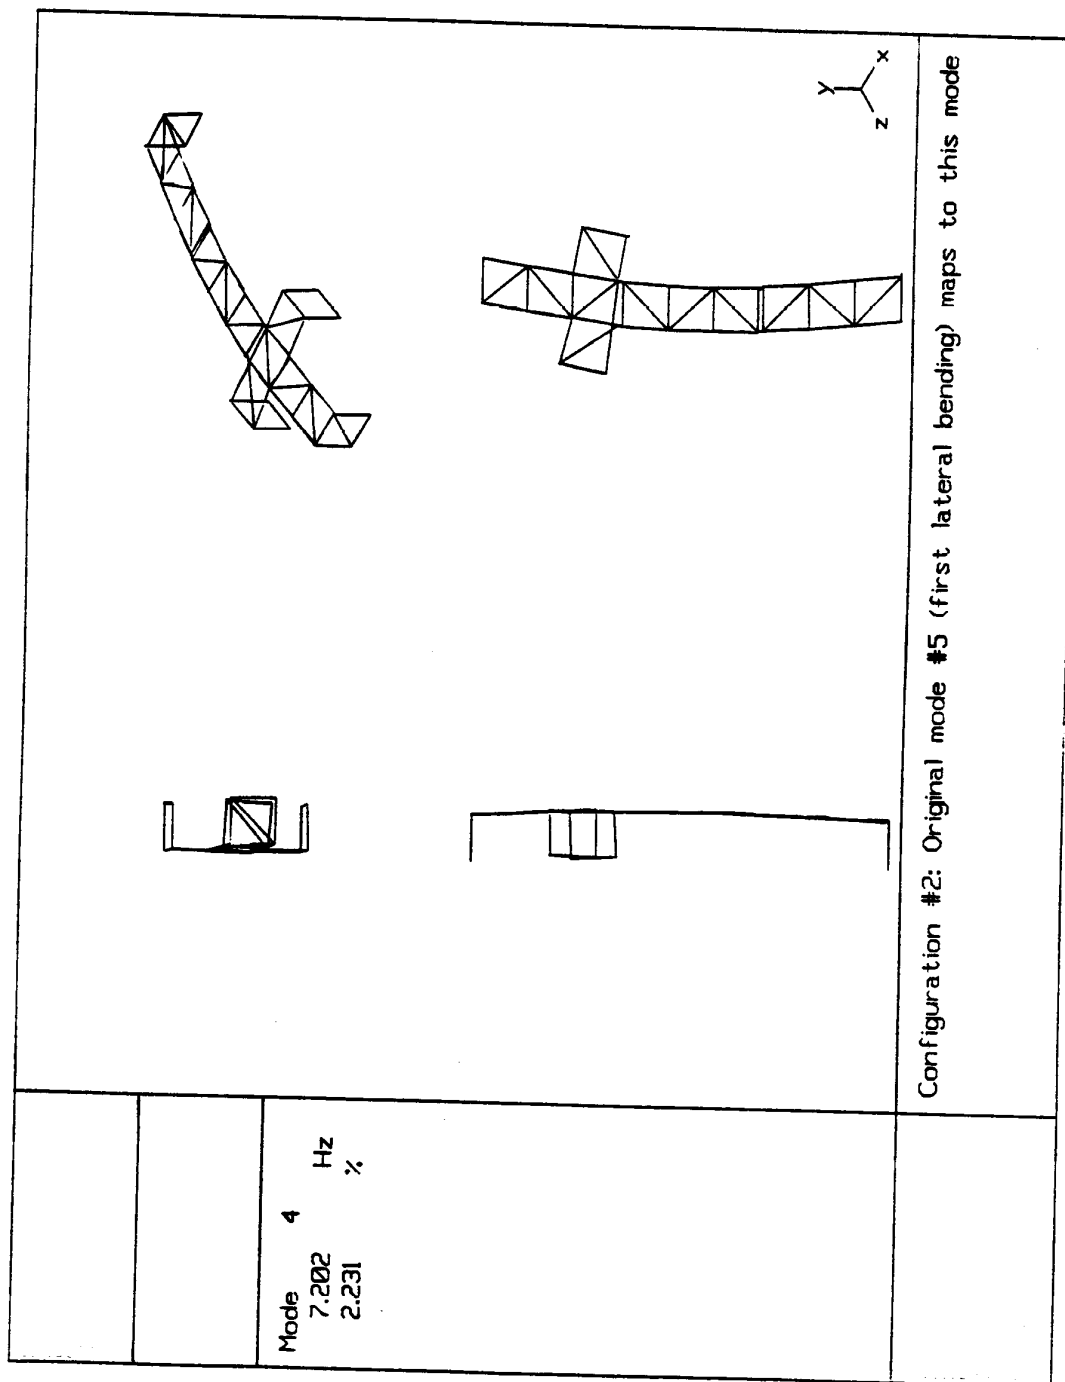 Mode 4
7.202 Hz
2.231 %
y
x
z
Configuration #2: Original mode #5 (first lateral bending) maps to this mode